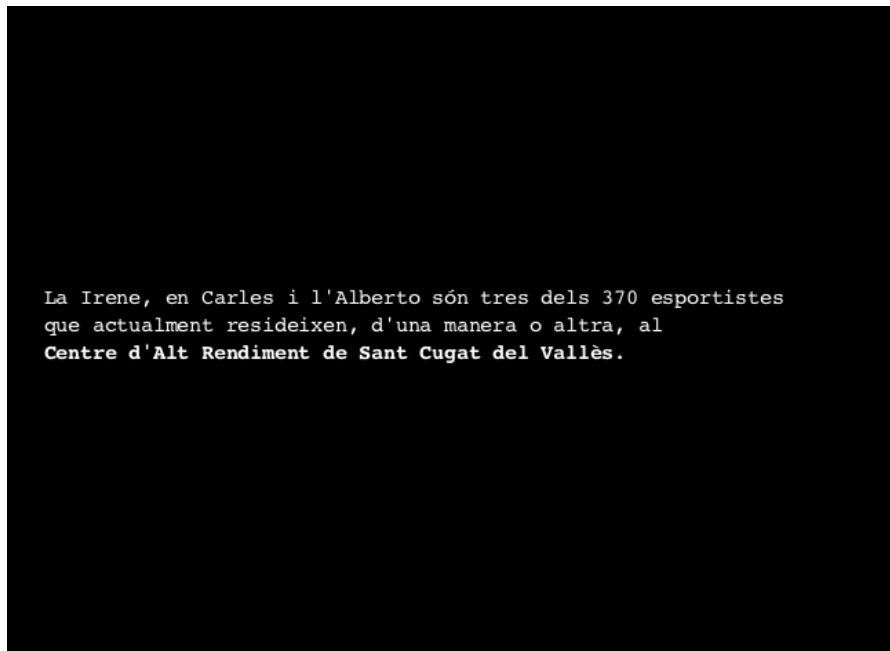 La Irene, en Carles i l'Alberto són tres dels 370 esportistes
que actualment resideixen, d'una manera o altra, al
Centre d'Alt Rendiment de Sant Cugat del Vallès.